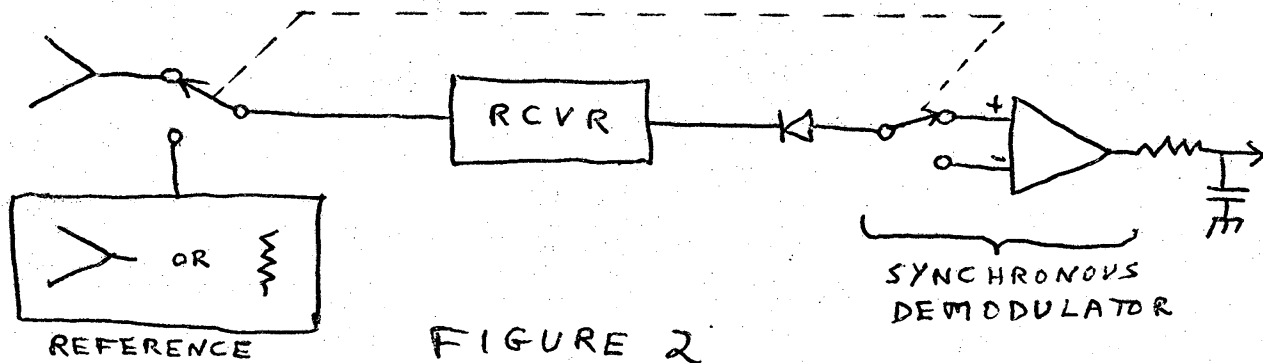 RCVR
+
-
OR
SYNCHRONOUS
DEMODULATOR
REFERENCE
FIGURE 2